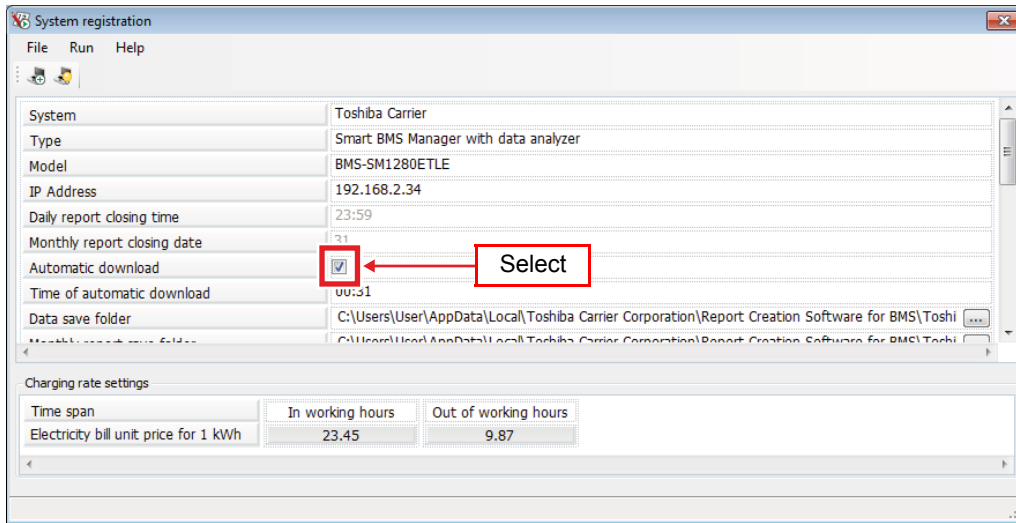 System registration
File Run Help
System Toshiba Carrier
Type Smart BMS Manager with data analyzer
Model BMS-SM1280ETLE
IP Address 192.168.2.34
Daily report closing time 23:59
Monthly report closing date 31
Automatic download Select
Time of automatic download 00:31
Data save folder C:\Users\User\AppData\Local\Toshiba Carrier Corporation\Report Creation Software for BMS\Toshi ...
Monthly report save folder C:\Users\User\AppData\Local\Toshiba Carrier Corporation\Report Creation Software for BMS\Toshi
Charging rate settings
Time span In working hours Out of working hours
Electricity bill unit price for 1 kWh 23.45 9.87